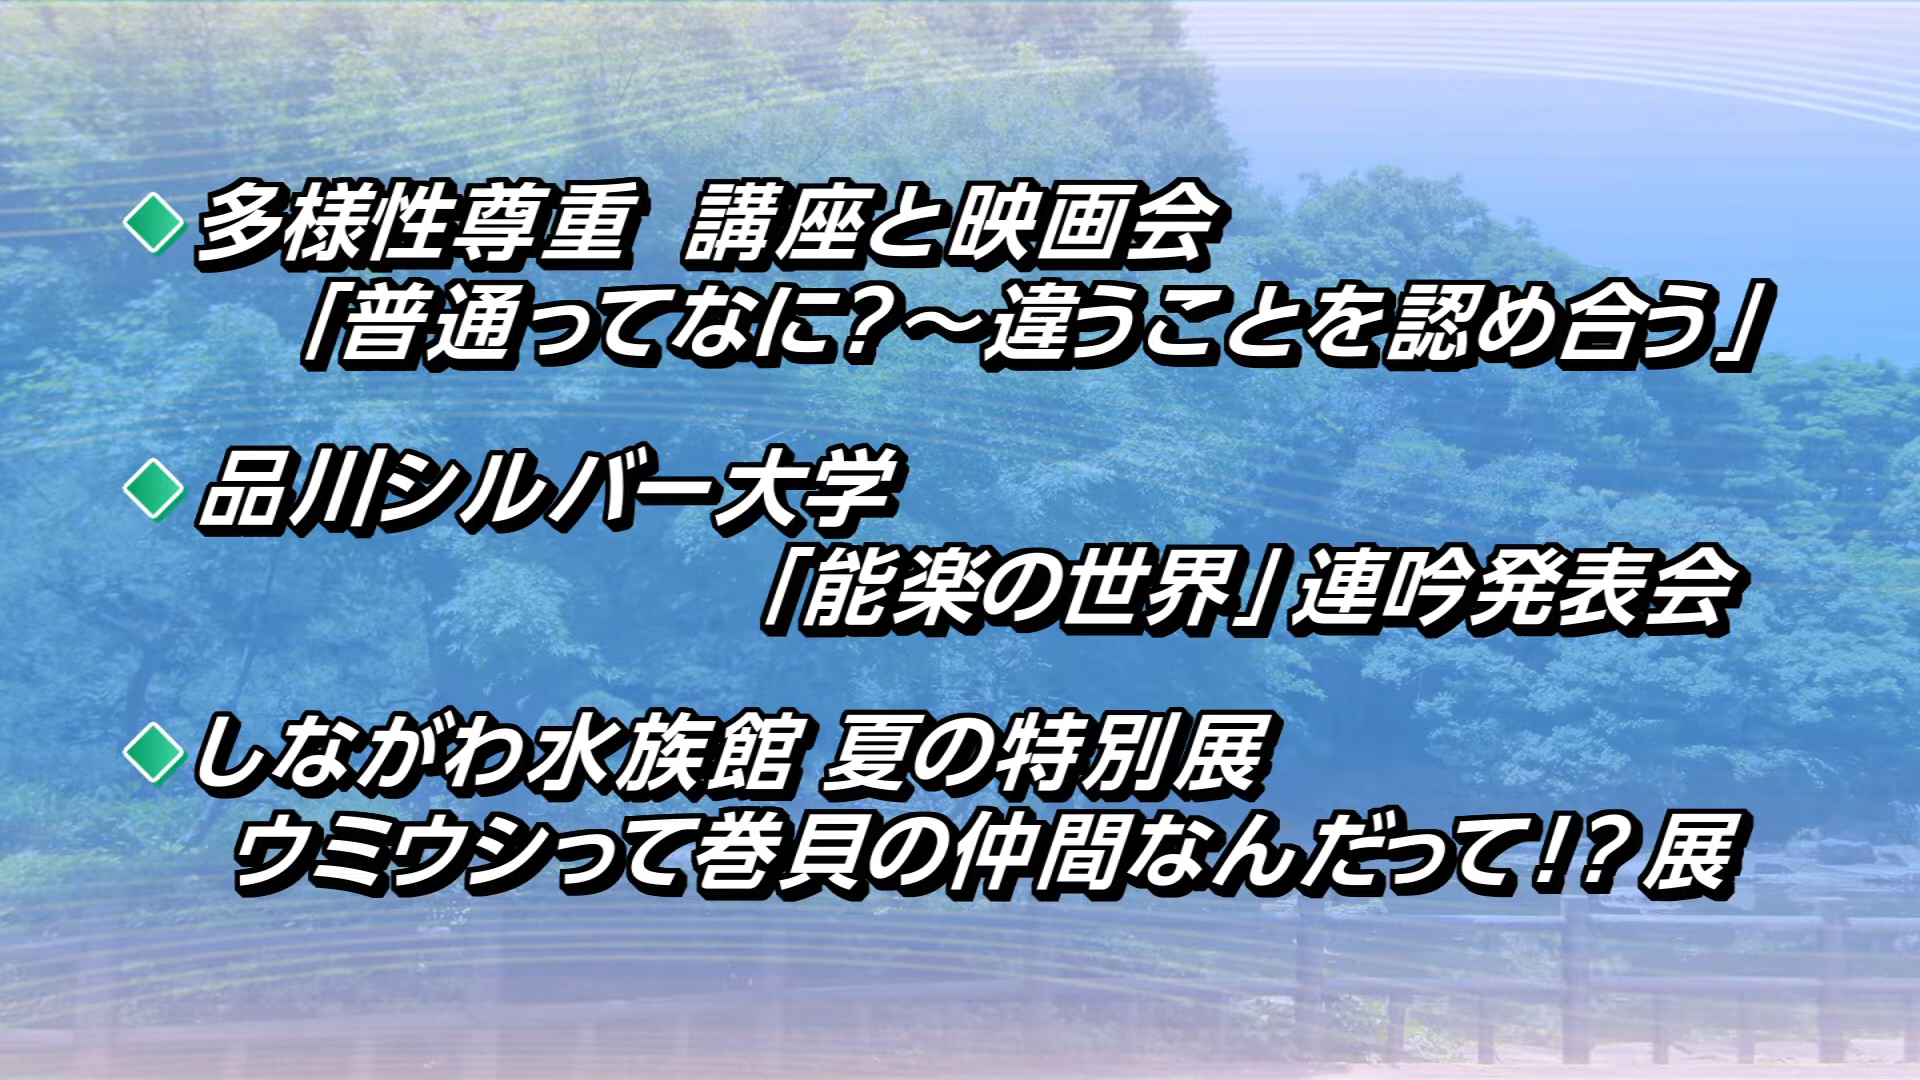 ◆多様性尊重 講座と映画会
「普通ってなに?~違うことを認め合う」
◆品川シルバー大学
「能楽の世界」連吟発表会
◆しながわ水族館 夏の特別展
ウミウシって巻貝の仲間なんだって!?展